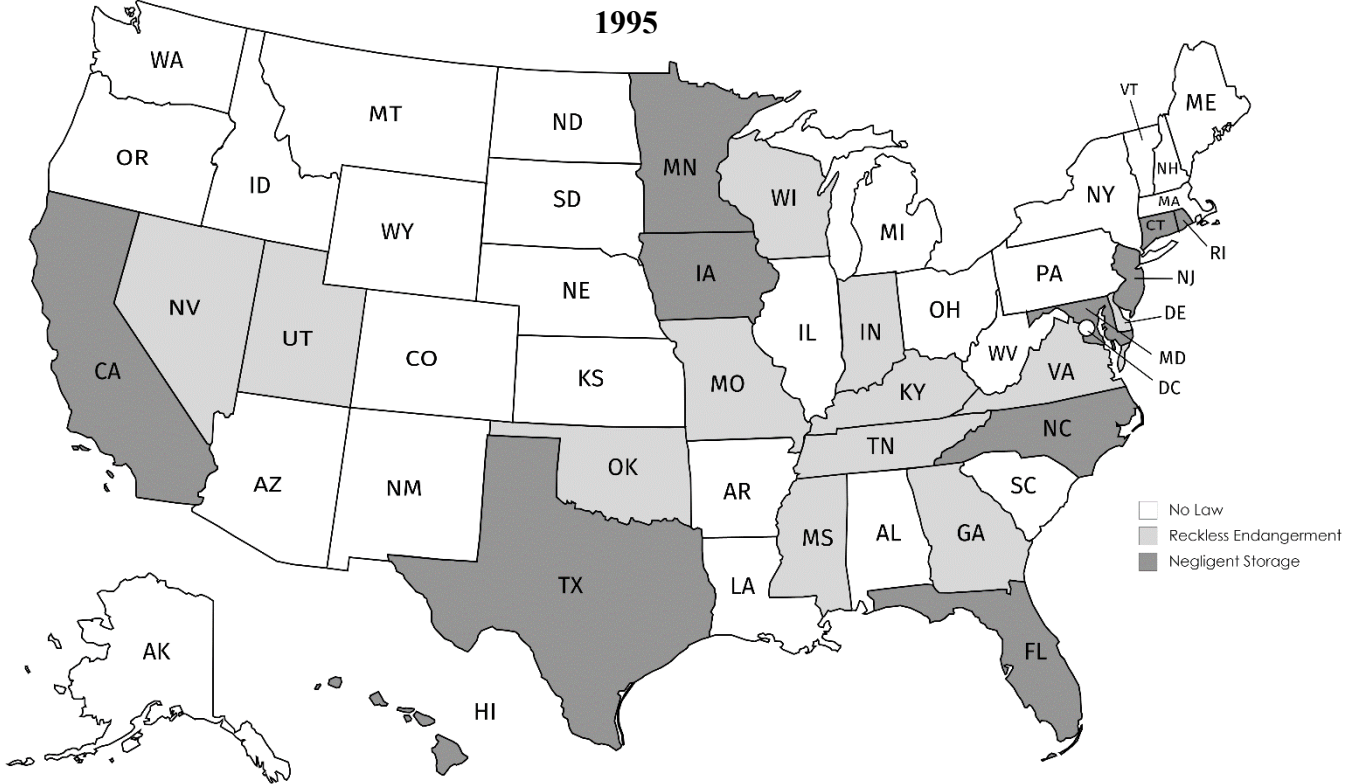 1995
WA
MT
ND
MN
VT
ME
OR
ID
SD
WI
NH
NY
MA
WY
MI
CT
RI
IA
PA
NJ
NE
NV
OH
DE
UT
IL
IN
CO
WV
MD
CA
KS
MO
VA
DC
KY
NC
TN
OK
AZ
NM
AR
SC
No Law
MS
AL
GA
Reckless Endangerment
Negligent Storage
TX
LA
AK
FL
HI